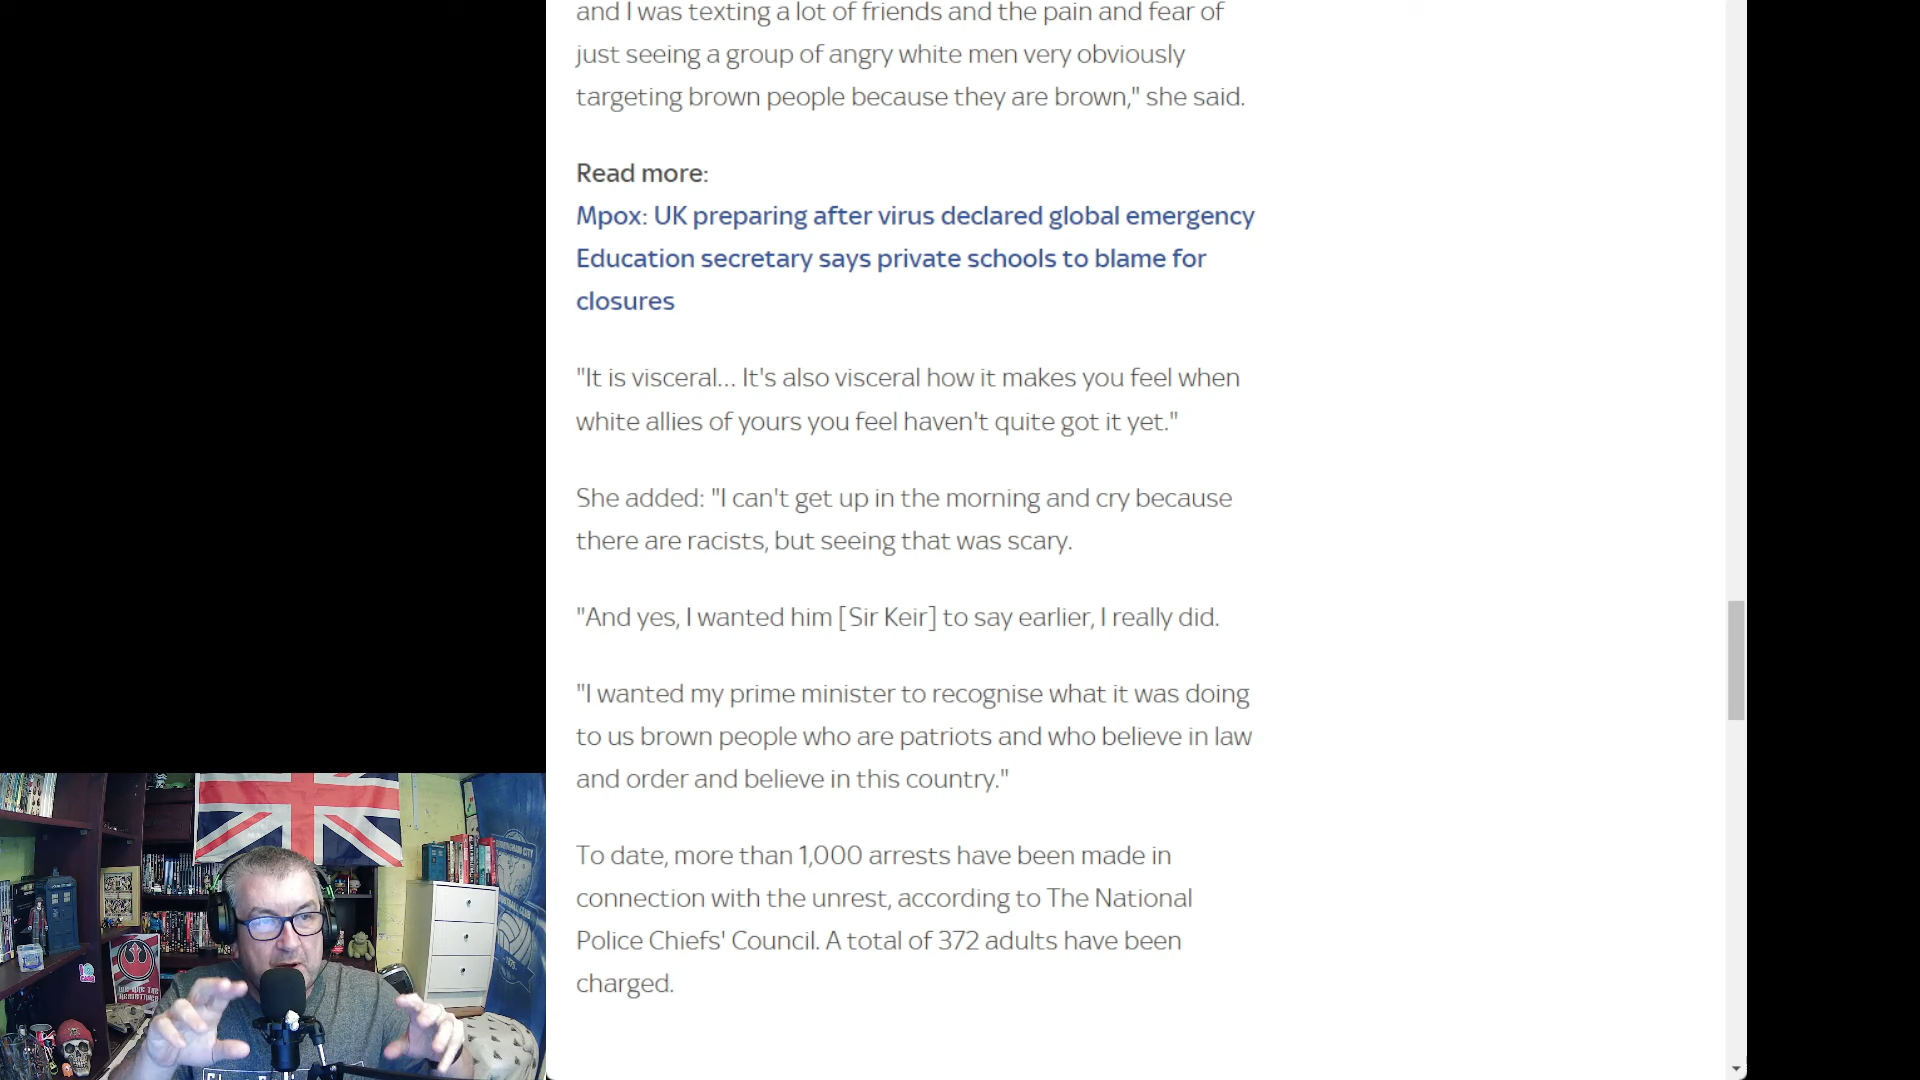 and I was texting a lot of friends and the pain and fear of
just seeing a group of angry white men very obviously
targeting brown people because they are brown," she said.
Read more:
Mpox: UK preparing after virus declared global emergency
Education secretary says private schools to blame for
closures
"It is visceral... It's also visceral how it makes you feel when
white allies of yours you feel haven't quite got it yet."
She added: "I can't get up in the morning and cry because
there are racists, but seeing that was scary.
"And yes, I wanted him [Sir Keir] to say earlier, I really did.
"I wanted my prime minister to recognise what it was doing
to us brown people who are patriots and who believe in law
and order and believe in this country."
To date, more than 1,000 arrests have been made in
connection with the unrest, according to The National
Police Chiefs' Council. A total of 372 adults have been
charged.